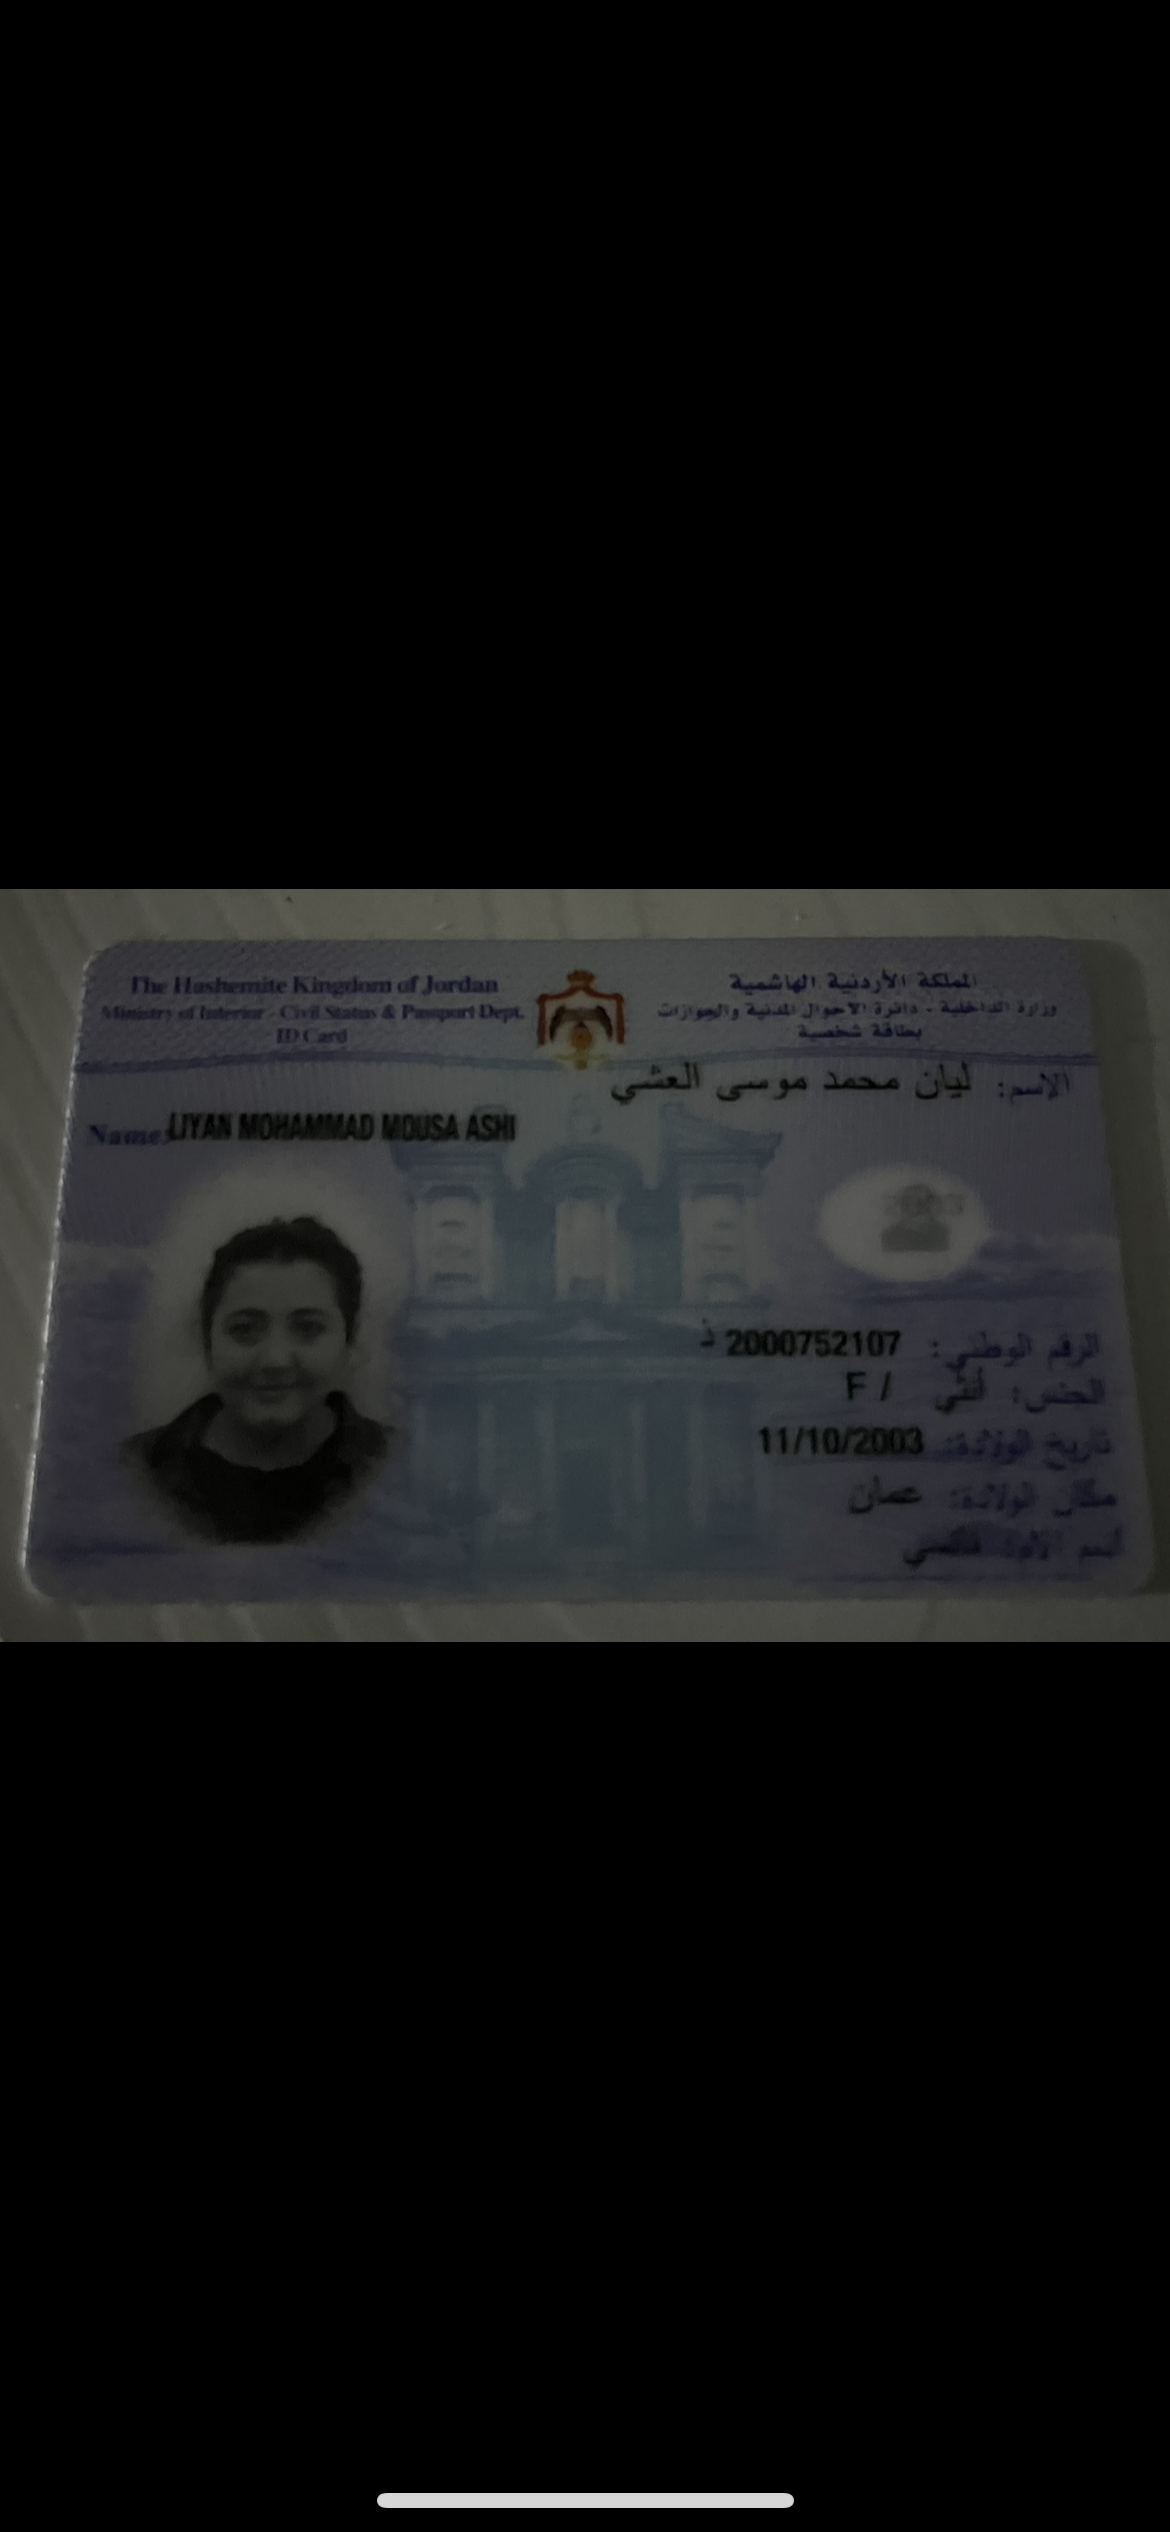 The Hashemite Kingdom of Jordan
Ministry of Interior - Civil Status & Passport Dept.
ID Card
المملكة الأردنية الهاشمية
وزارة الداخلية - دائرة الاحوال المدنية والجوازات
بطاقة شخصية
الاسم: ليان محمد موسى العشي
Name: LIYAN MOHAMMAD MOUSA ASHI
2003
الرقم الوطني: 2000752107 ذ
الجنس: أنثى / F
تاريخ الولادة: 11/10/2003
مكان الولادة: عمان
اسم الأم: